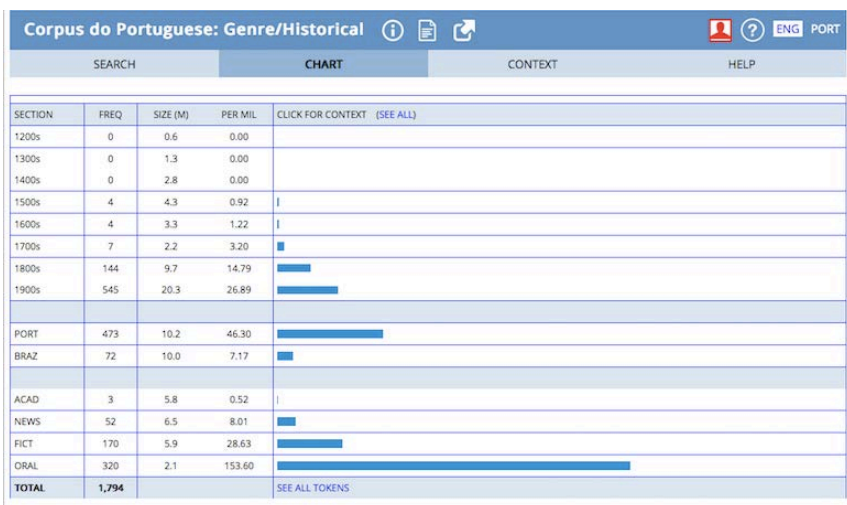 Corpus do Portuguese: Genre/Historical ENG PORT
SEARCH CHART CONTEXT HELP
SECTION FREQ SIZE (M) PER MIL CLICK FOR CONTEXT (SEE ALL)
1200s 0 0.6 0.00
1300s 0 1.3 0.00
1400s 0 2.8 0.00
1500s 4 4.3 0.92
1600s 4 3.3 1.22
1700s 7 2.2 3.20
1800s 144 9.7 14.79
1900s 545 20.3 26.89
PORT 473 10.2 46.30
BRAZ 72 10.0 7.17
ACAD 3 5.8 0.52
NEWS 52 6.5 8.01
FICT 170 5.9 28.63
ORAL 320 2.1 153.60
TOTAL 1,794 SEE ALL TOKENS